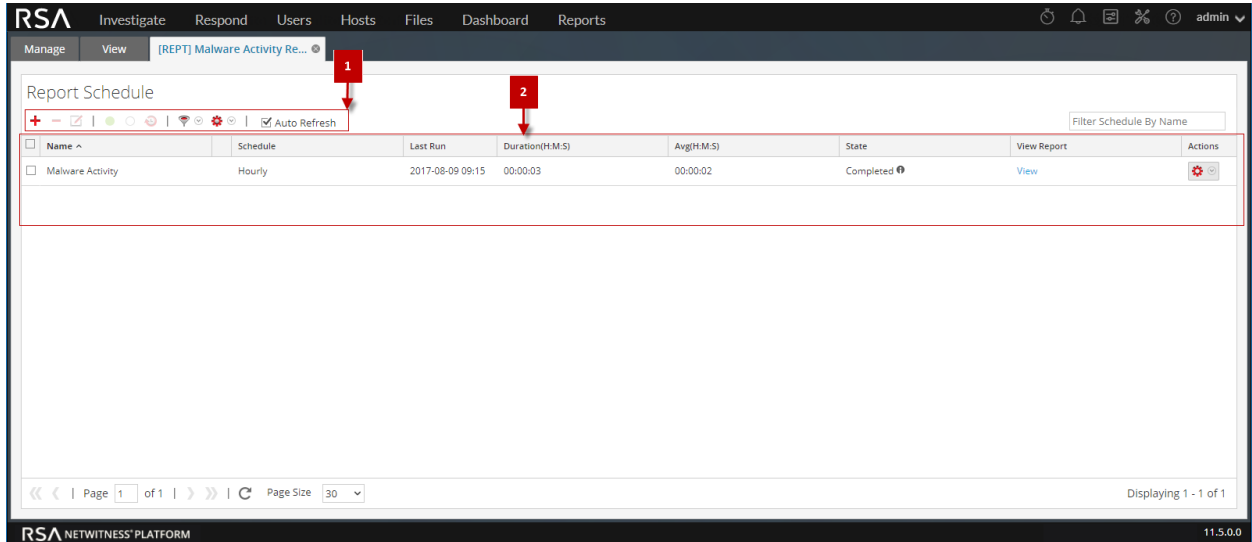 RSA Investigate Respond Users Hosts Files Dashboard Reports admin
Manage View [REPT] Malware Activity Re...
1
Report Schedule
2
Auto Refresh Filter Schedule By Name
Name Schedule Last Run Duration(H:M:S) Avg(H:M:S) State View Report Actions
Malware Activity Hourly 2017-08-09 09:15 00:00:03 00:00:02 Completed View
Page 1 of 1 Page Size 30 Displaying 1 - 1 of 1
RSA NETWITNESS® PLATFORM 11.5.0.0